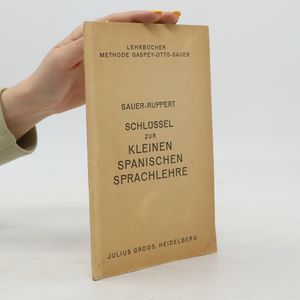 LEHRBÜCHER
METHODE GASPEY-OTTO-SAUER
SAUER-RUPPERT
SCHLÜSSEL
ZUR
KLEINEN
SPANISCHEN
SPRACHLEHRE
JULIUS GROOS, HEIDELBERG